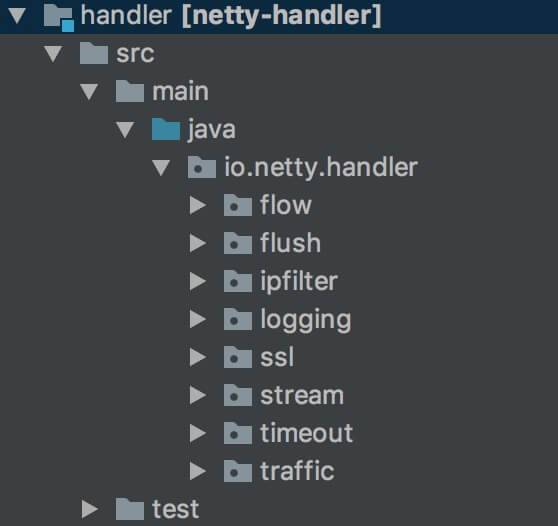 handler [netty-handler]
src
main
java
io.netty.handler
flow
flush
ipfilter
logging
ssl
stream
timeout
traffic
test